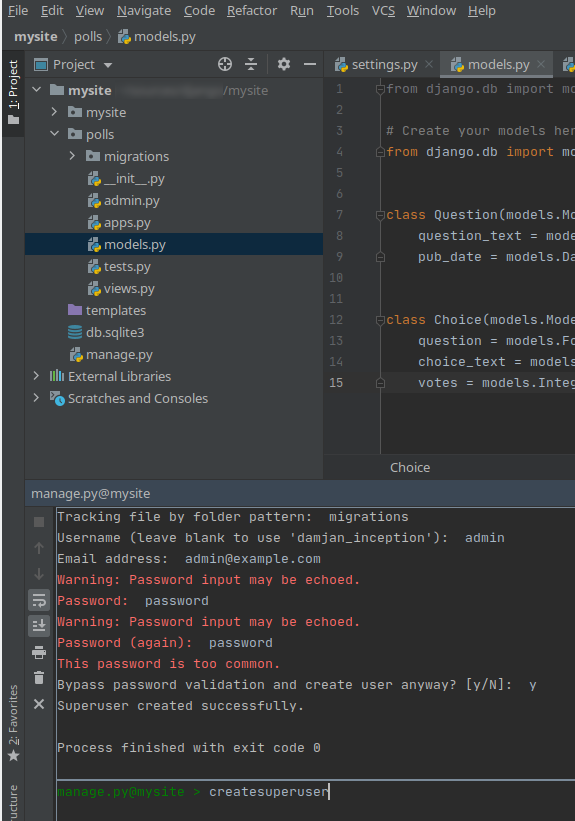 File Edit View Navigate Code Refactor Run Tools VCS Window Help
mysite polls models.py
1: Project
Project
mysite /mysite
mysite
polls
migrations
__init__.py
admin.py
apps.py
models.py
tests.py
views.py
templates
db.sqlite3
manage.py
External Libraries
Scratches and Consoles
settings.py models.py
1 from django.db import mo
2
3 # Create your models her
4 from django.db import mo
5
6
7 class Question(models.Mo
8 question_text = mode
9 pub_date = models.Da
10
11
12 class Choice(models.Mode
13 question = models.Fo
14 choice_text = models
15 votes = models.Integ
Choice
manage.py@mysite
Tracking file by folder pattern:  migrations
Username (leave blank to use 'damjan_inception'):  admin
Email address:  admin@example.com
Warning: Password input may be echoed.
Password:  password
Warning: Password input may be echoed.
Password (again):  password
This password is too common.
Bypass password validation and create user anyway? [y/N]:  y
Superuser created successfully.
Process finished with exit code 0
manage.py@mysite > createsuperuser
2: Favorites
ucture